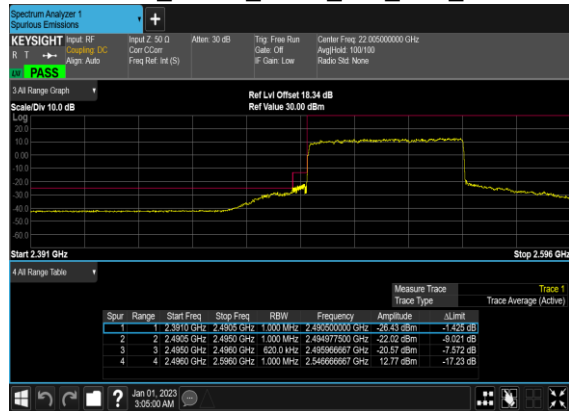 Spectrum Analyzer 1
Spurious Emissions
+
KEYSIGHT Input: RF Input Z: 50 Ω Atten: 30 dB Trig: Free Run Center Freq: 22.005000000 GHz
R T Coupling: DC Corr CCorr Gate: Off Avg|Hold: 100/100
Align: Auto Freq Ref: Int (S) IF Gain: Low Radio Std: None
PASS
3 All Range Graph
Ref Lvl Offset 18.34 dB
Scale/Div 10.0 dB Ref Value 30.00 dBm
Log
20.0
10.0
0.00
-10.0
-20.0
-30.0
-40.0
-50.0
-60.0
Start 2.391 GHz Stop 2.596 GHz
4 All Range Table
Measure Trace Trace 1
Trace Type Trace Average (Active)
Spur Range Start Freq Stop Freq RBW Frequency Amplitude ΔLimit
1 1 2.3910 GHz 2.4905 GHz 1.000 MHz 2.490500000 GHz -26.43 dBm -1.425 dB
2 2 2.4905 GHz 2.4950 GHz 1.000 MHz 2.494977500 GHz -22.02 dBm -9.021 dB
3 3 2.4950 GHz 2.4960 GHz 620.0 kHz 2.495966667 GHz -20.57 dBm -7.572 dB
4 4 2.4960 GHz 2.5960 GHz 1.000 MHz 2.546666667 GHz 12.77 dBm -17.23 dB
? Jan 01, 2023
3:05:00 AM